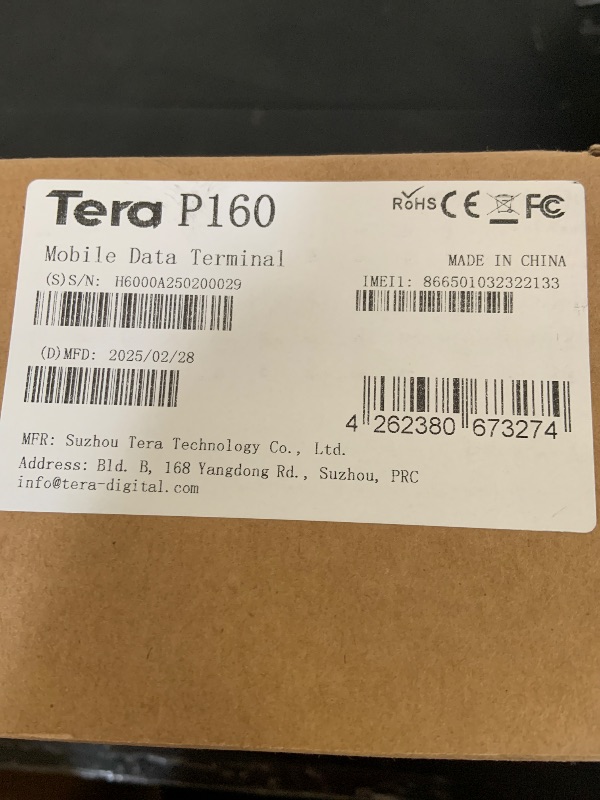 Tera P160
RoHS CE FC
Mobile Data Terminal
MADE IN CHINA
(S)S/N: H6000A250200029
IMEI1: 866501032322133
(D)MFD: 2025/02/28
4 262380 673274
MFR: Suzhou Tera Technology Co., Ltd.
Address: Bld. B, 168 Yangdong Rd., Suzhou, PRC
info@tera-digital.com